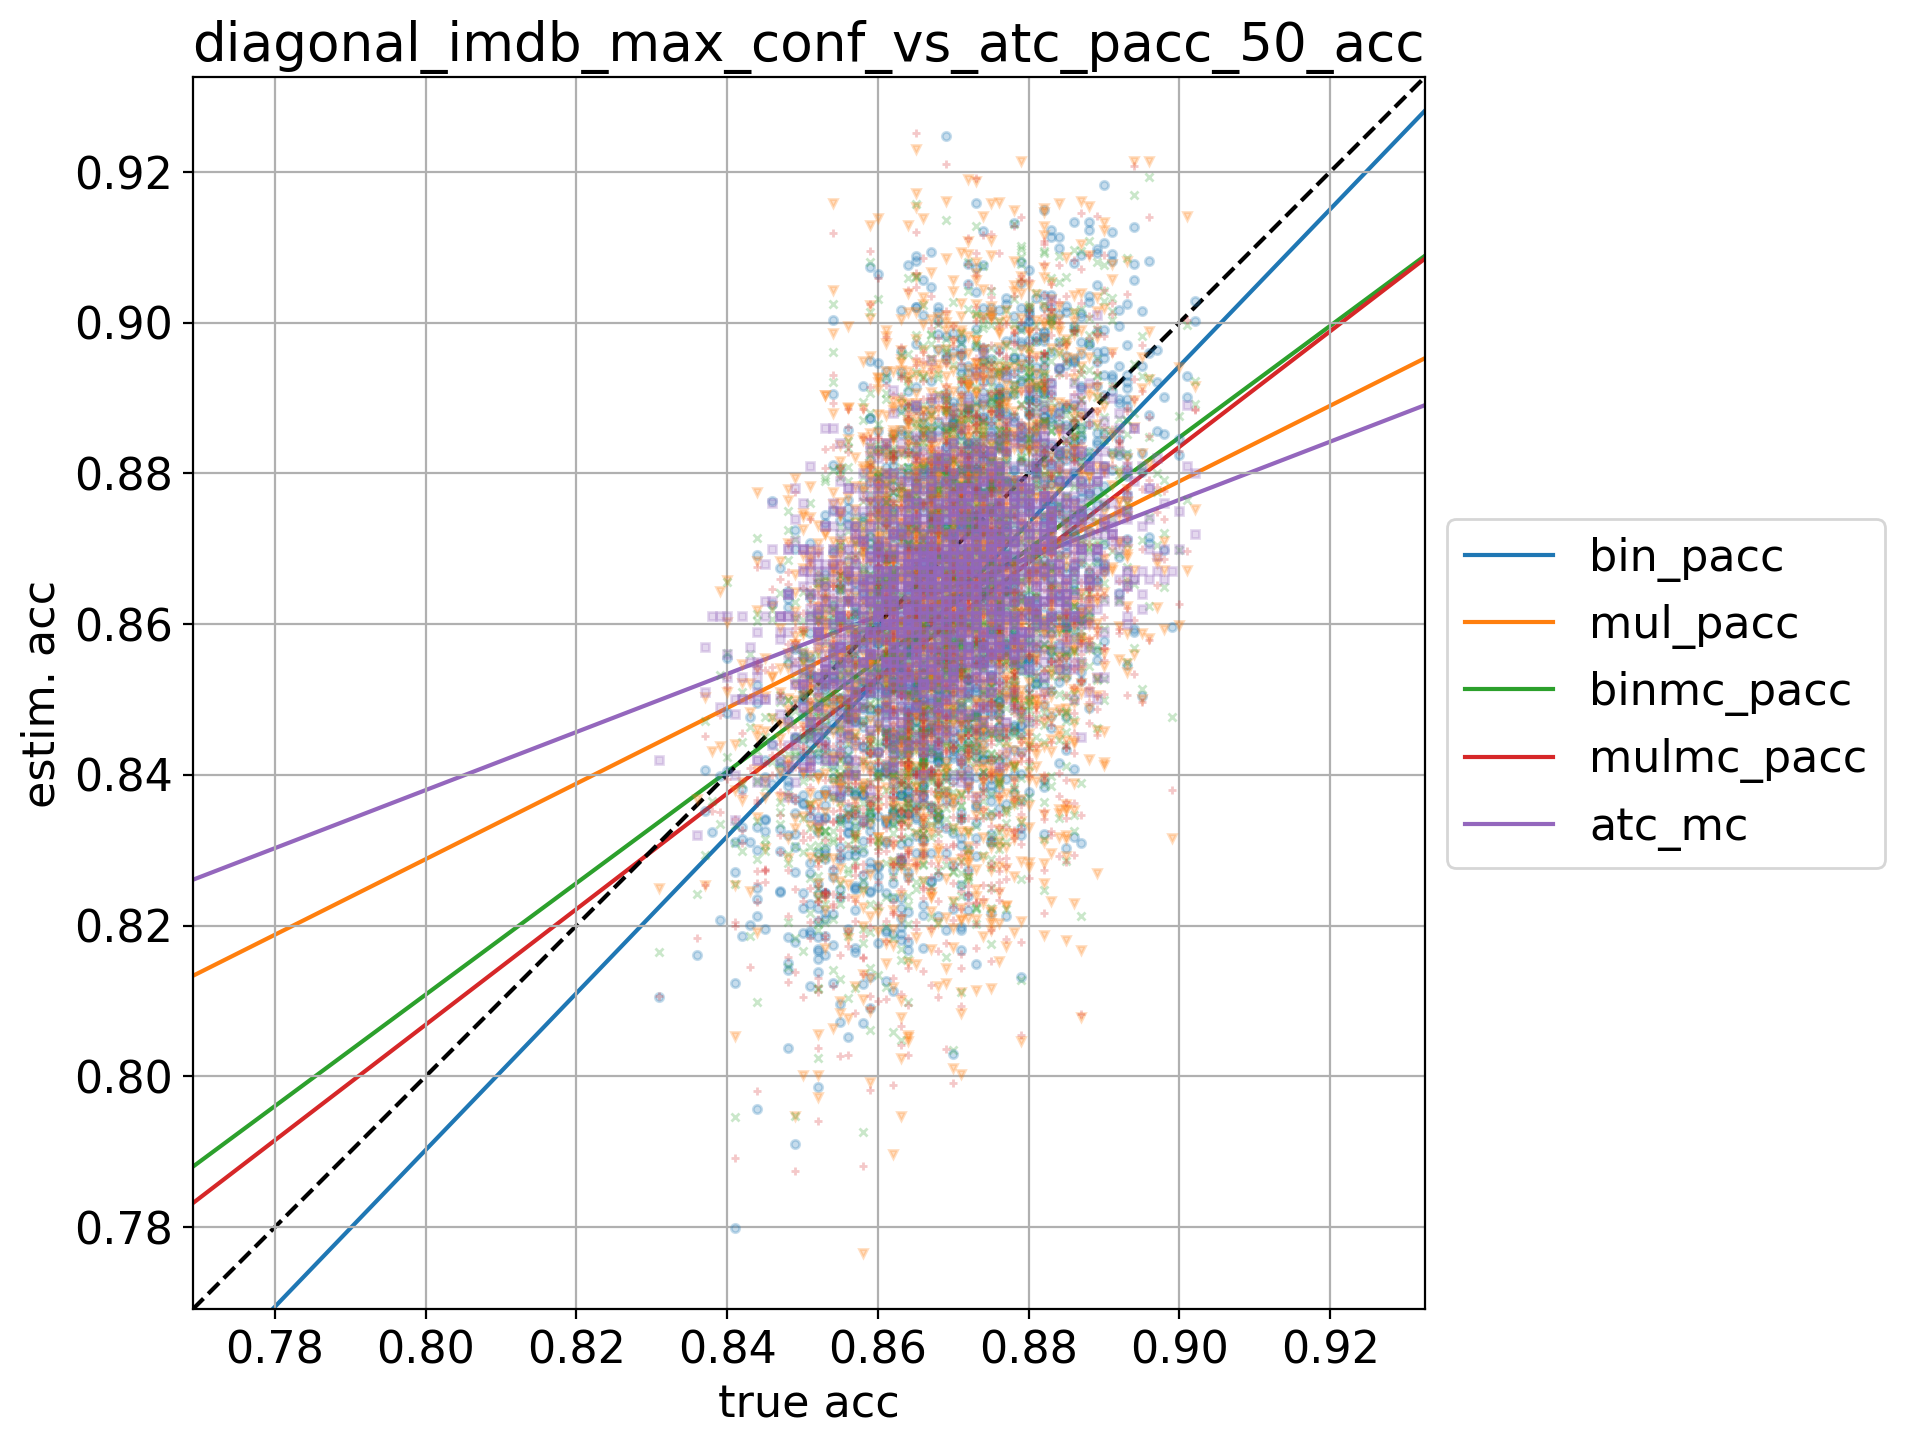 diagonal_imdb_max_conf_vs_atc_pacc_50_acc
0.92
0.90
0.88
0.86
0.84
0.82
0.80
0.78
estim. acc
0.78 0.80 0.82 0.84 0.86 0.88 0.90 0.92
true acc
bin_pacc
mul_pacc
binmc_pacc
mulmc_pacc
atc_mc